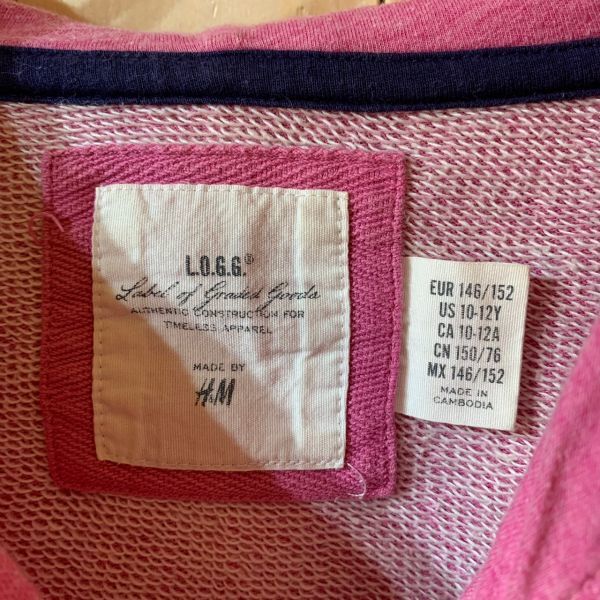 L.O.G.G.®
Label of Graded Goods
AUTHENTIC CONSTRUCTION FOR
TIMELESS APPAREL
MADE BY
H&M
EUR 146/152
US 10-12Y
CA 10-12A
CN 150/76
MX 146/152
MADE IN
CAMBODIA